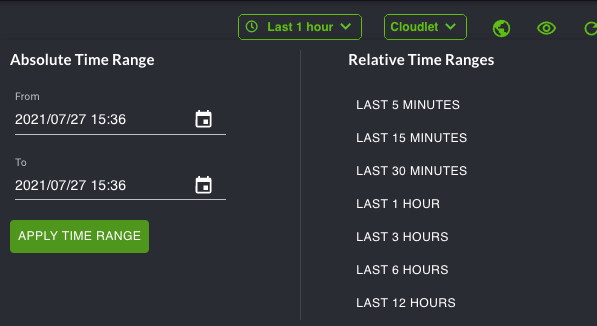 Last 1 hour
Cloudlet
Absolute Time Range
From
2021/07/27 15:36
To
2021/07/27 15:36
APPLY TIME RANGE
Relative Time Ranges
LAST 5 MINUTES
LAST 15 MINUTES
LAST 30 MINUTES
LAST 1 HOUR
LAST 3 HOURS
LAST 6 HOURS
LAST 12 HOURS